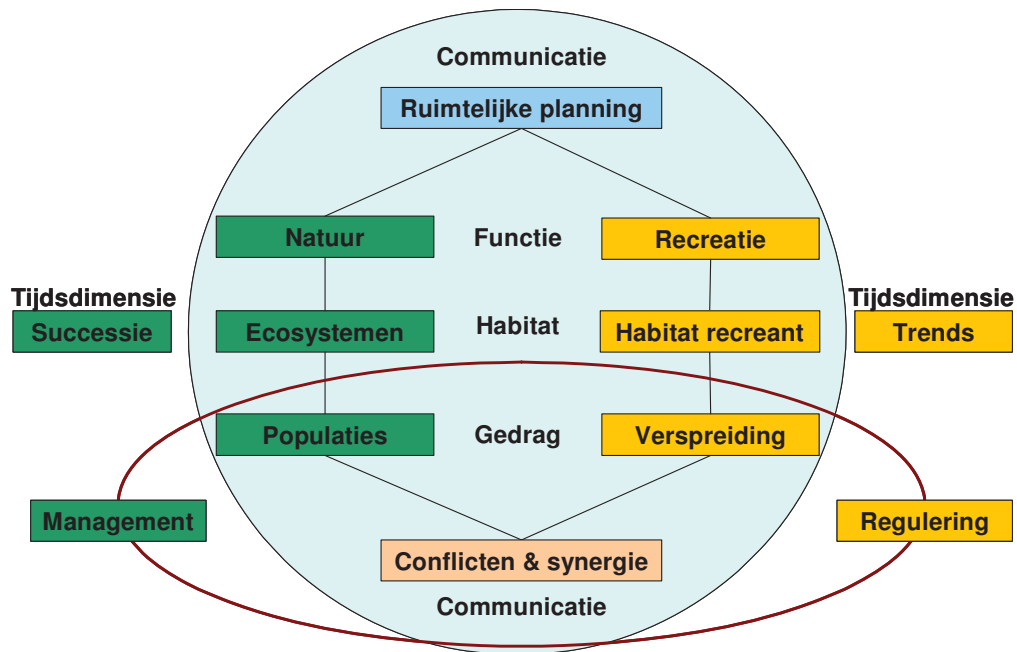 Communicatie
Ruimtelijke planning
Natuur Functie Recreatie
Tijdsdimensie Tijdsdimensie
Successie Ecosystemen Habitat Habitat recreant Trends
Populaties Gedrag Verspreiding
Management Regulering
Conflicten & synergie
Communicatie